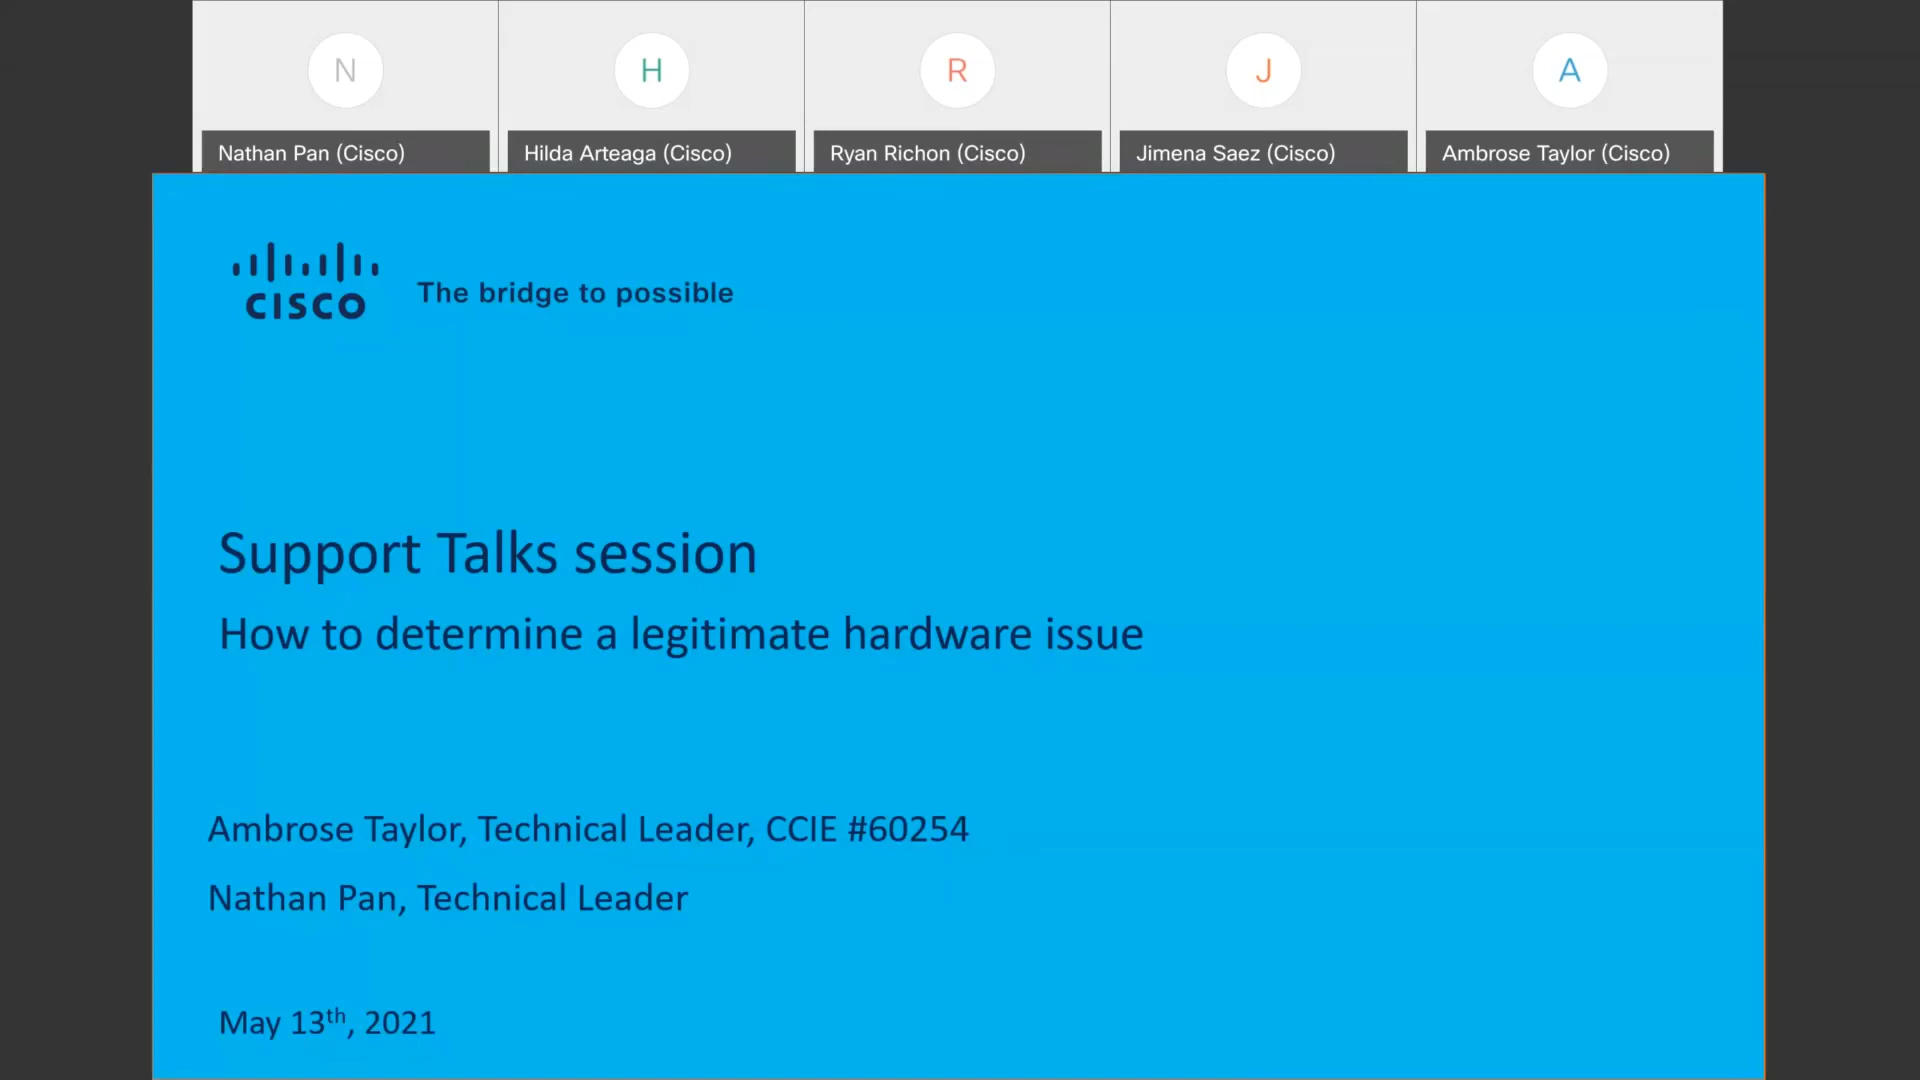 N
H
R
J
A
Nathan Pan (Cisco)
Hilda Arteaga (Cisco)
Ryan Richon (Cisco)
Jimena Saez (Cisco)
Ambrose Taylor (Cisco)
CISCO
The bridge to possible
Support Talks session
How to determine a legitimate hardware issue
Ambrose Taylor, Technical Leader, CCIE #60254
Nathan Pan, Technical Leader
May 13th, 2021